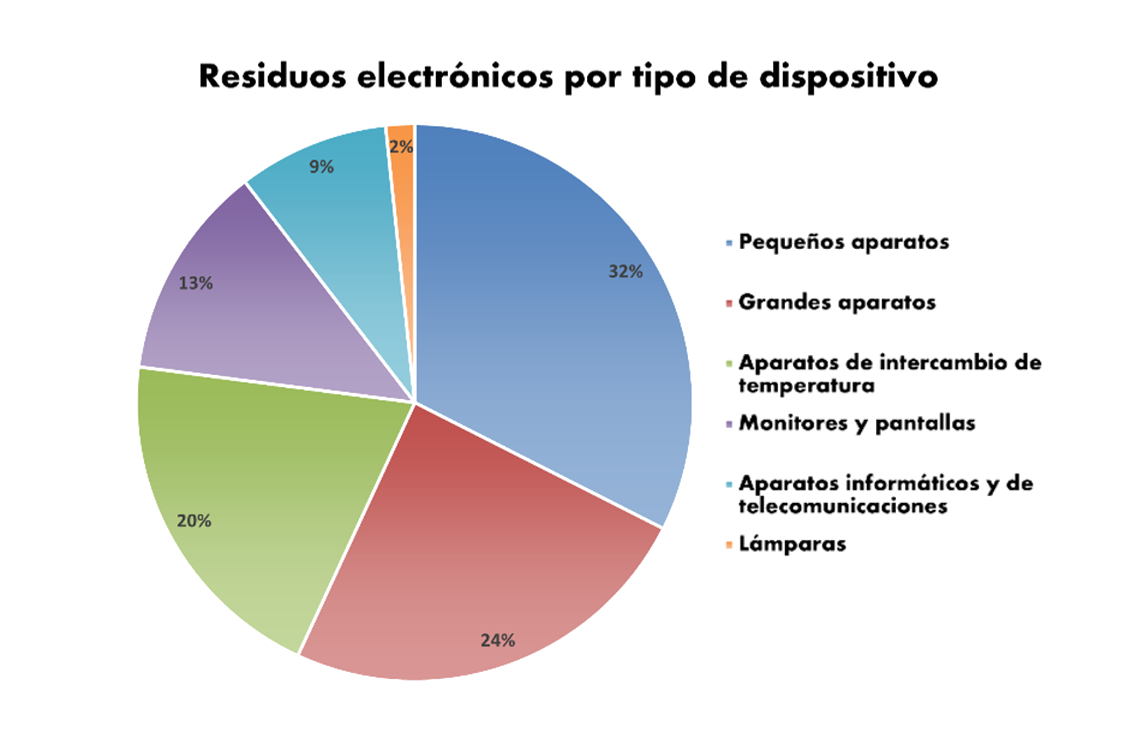 Residuos electrónicos por tipo de dispositivo
2%
9%
32%
13%
20%
24%
Pequeños aparatos
Grandes aparatos
Aparatos de intercambio de
temperatura
Monitores y pantallas
Aparatos informáticos y de
telecomunicaciones
Lámparas